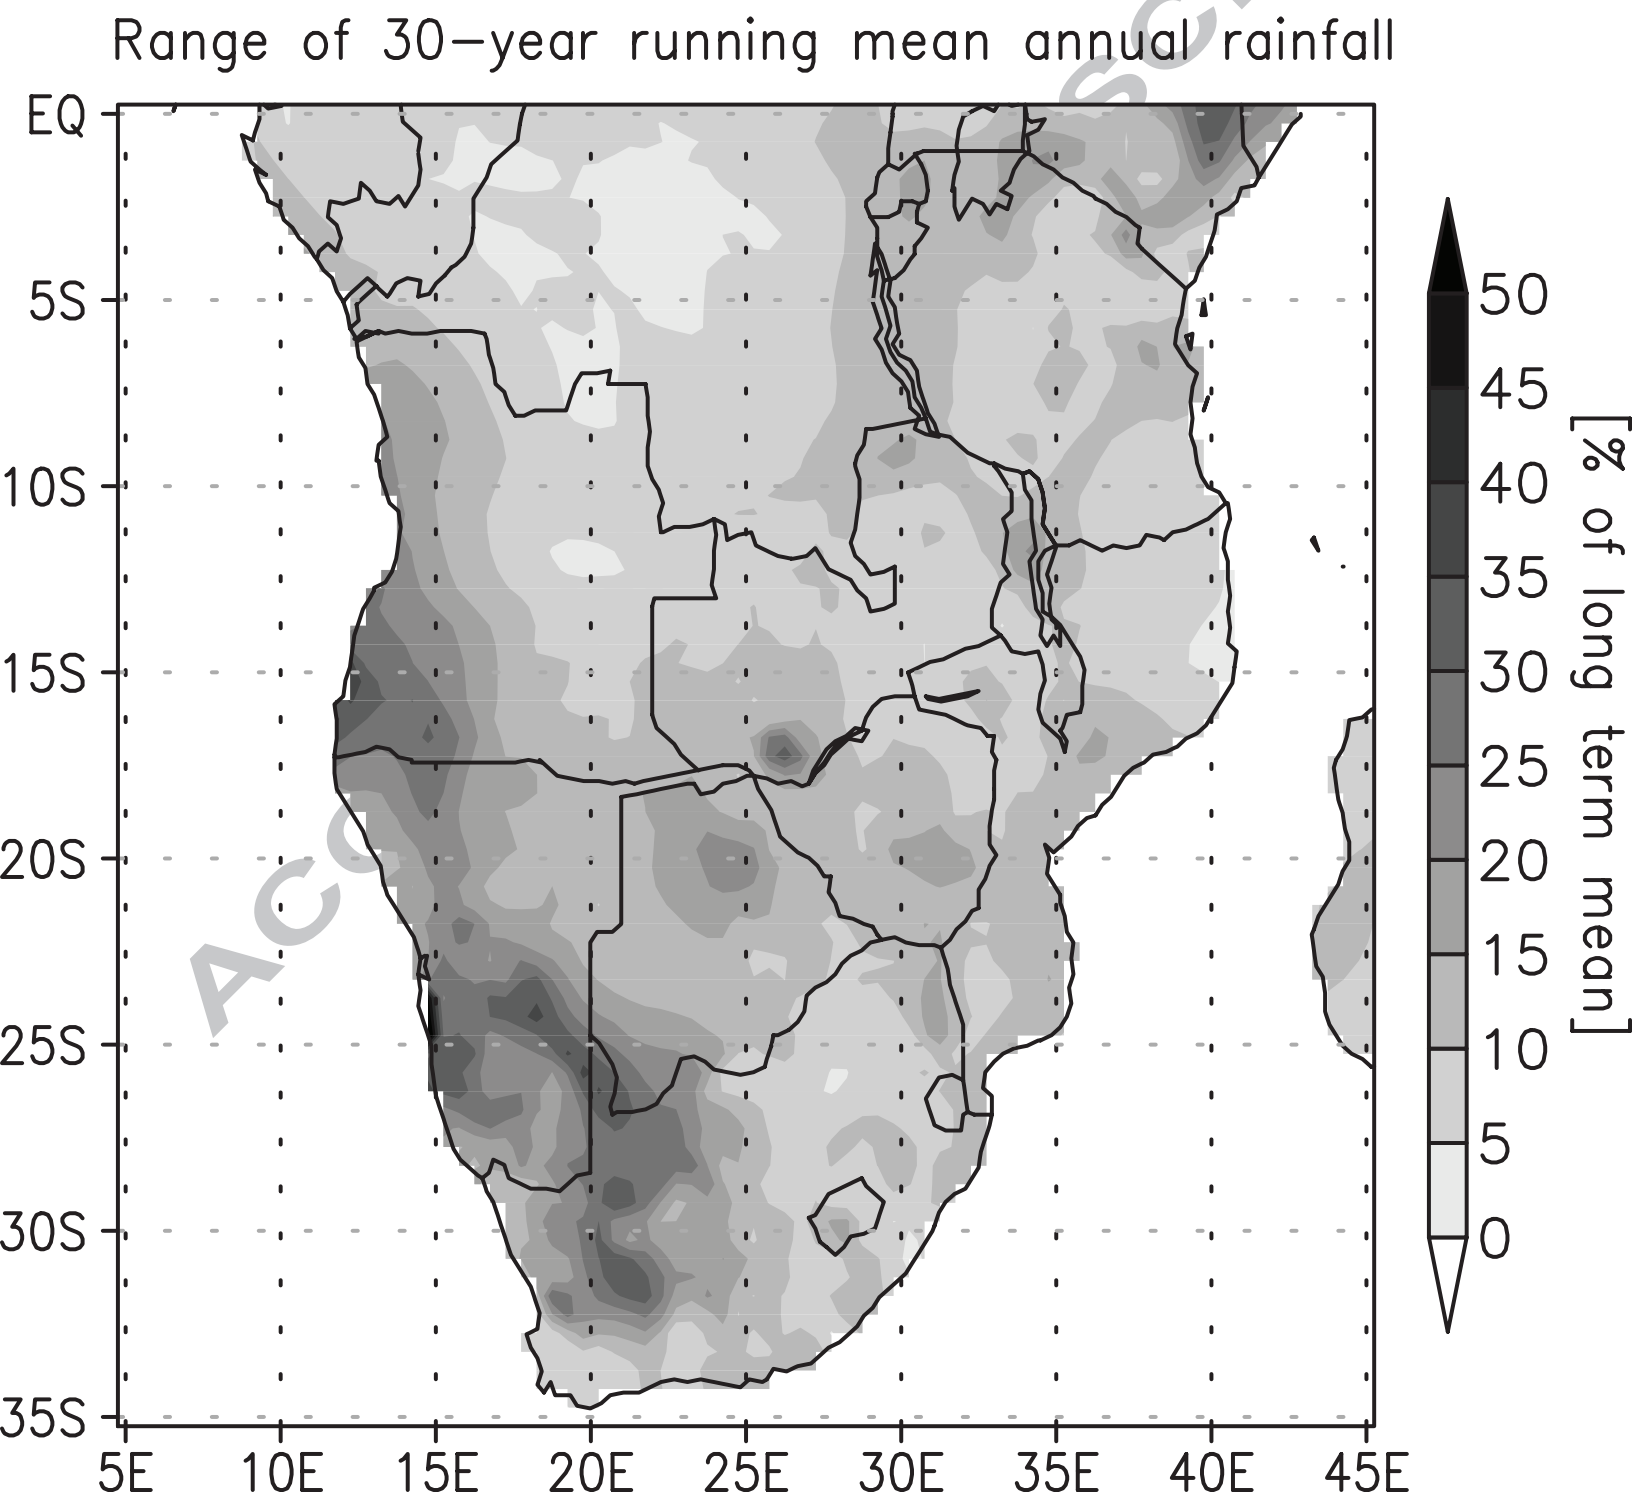 Range of 30-year running mean annual rainfall
EQ
5S
10S
15S
20S
25S
30S
35S
5E 10E 15E 20E 25E 30E 35E 40E 45E
50
45
40
35
30
25
20
15
10
5
0
[% of long term mean]